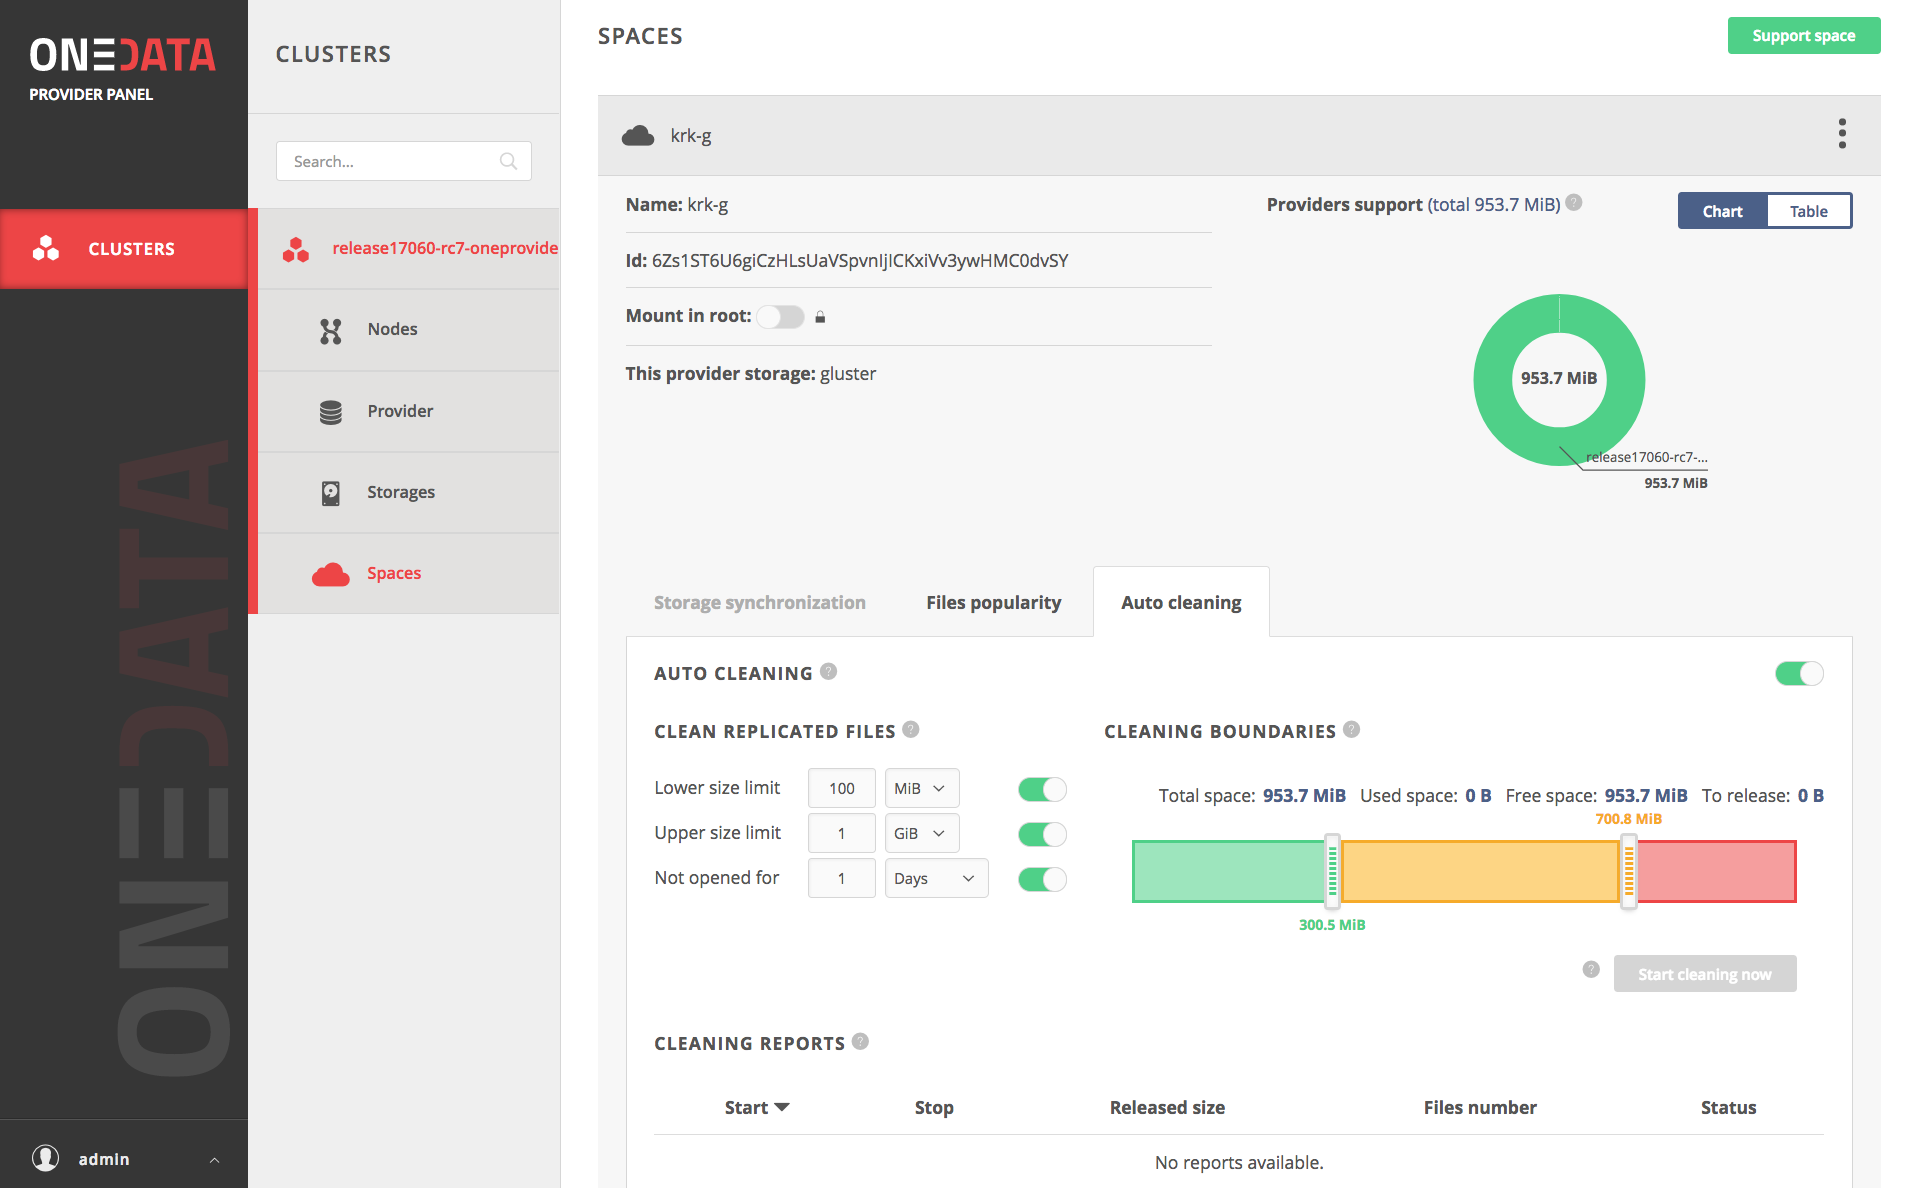 ONEDATA
PROVIDER PANEL
CLUSTERS
ONEDATA
admin
CLUSTERS
Search...
release17060-rc7-oneprovide
Nodes
Provider
Storages
Spaces
SPACES
Support space
krk-g
Name: krk-g
Id: 6Zs1ST6U6giCzHLsUaVSpvnIjICKxiVv3ywHMC0dvSY
Mount in root:
This provider storage: gluster
Providers support (total 953.7 MiB) ?
Chart Table
953.7 MiB
release17060-rc7-...
953.7 MiB
Storage synchronization Files popularity Auto cleaning
AUTO CLEANING ?
CLEAN REPLICATED FILES ?
Lower size limit 100 MiB
Upper size limit 1 GiB
Not opened for 1 Days
CLEANING BOUNDARIES ?
Total space: 953.7 MiB Used space: 0 B Free space: 953.7 MiB To release: 0 B
700.8 MiB
300.5 MiB
? Start cleaning now
CLEANING REPORTS ?
Start Stop Released size Files number Status
No reports available.